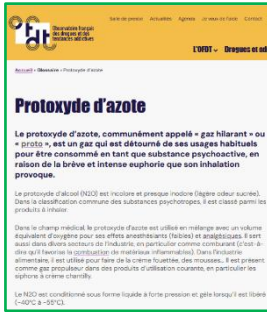 Salle de presse Actualités Agenda Je veux de l'aide Contact
Observatoire français
des drogues et des
tendances addictives
L'OFDT Drogues et ad
Accueil » Glossaire » Protoxyde d'azote
Protoxyde d'azote
Le protoxyde d'azote, communément appelé « gaz hilarant » ou
« proto », est un gaz qui est détourné de ses usages habituels
pour être consommé en tant que substance psychoactive, en
raison de la brève et intense euphorie que son inhalation
provoque.
Le protoxyde d'alcool (N2O) est incolore et presque inodore (légère odeur sucrée).
Dans la classification commune des substances psychotropes, il est classé parmi les
produits à inhaler.
Dans le champ médical, le protoxyde d'azote est utilisé en mélange avec un volume
équivalent d'oxygène pour ses effets anesthésiants (faibles) et analgésiques. Il sert
aussi dans divers secteurs de l'industrie, en particulier comme comburant (c'est-à-
dire qu'il favorise la combustion de matériaux inflammables). Dans l'industrie
alimentaire, il est utilisé pour faire de la crème fouettée, des mousses.. Il est présent
comme gaz propulseur dans des produits d'utilisation courante, en particulier les
siphons à crème chantilly.
Le N2O est conditionné sous forme liquide à forte pression et gèle lorsqu'il est libéré
(–40°C à –55°C).